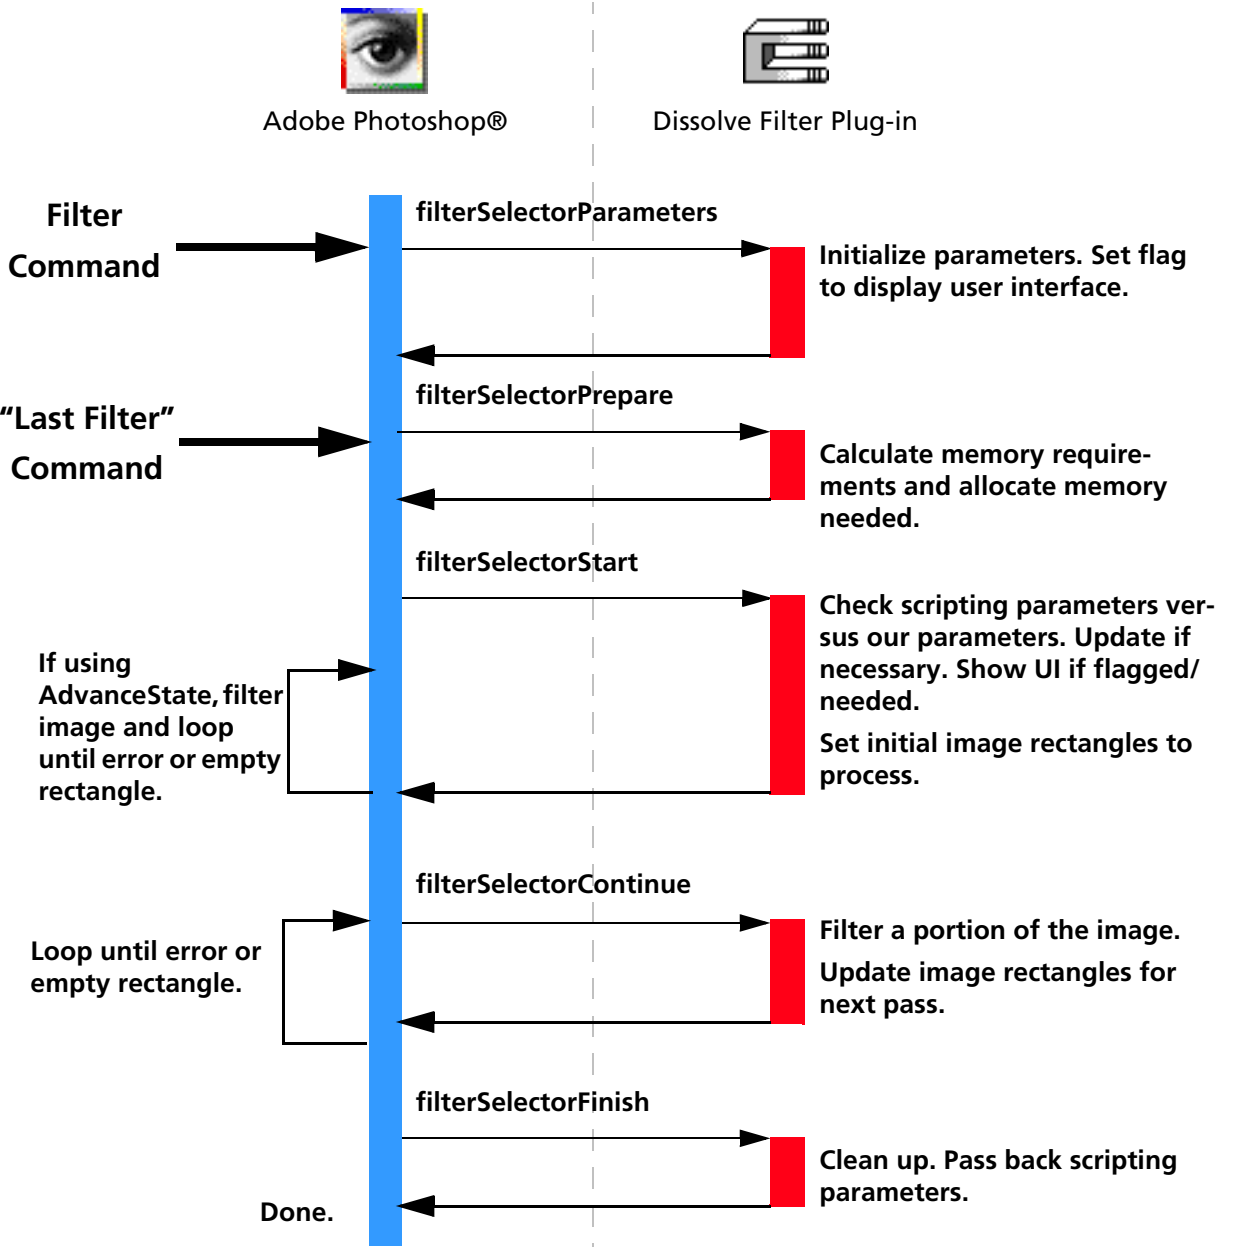 Adobe Photoshop®
Dissolve Filter Plug-in
Filter
Command
filterSelectorParameters
Initialize parameters. Set flag
to display user interface.
"Last Filter"
Command
filterSelectorPrepare
Calculate memory require-
ments and allocate memory
needed.
filterSelectorStart
Check scripting parameters ver-
sus our parameters. Update if
necessary. Show UI if flagged/
needed.
Set initial image rectangles to
process.
If using
AdvanceState, filter
image and loop
until error or empty
rectangle.
filterSelectorContinue
Filter a portion of the image.
Update image rectangles for
next pass.
Loop until error or
empty rectangle.
filterSelectorFinish
Clean up. Pass back scripting
parameters.
Done.